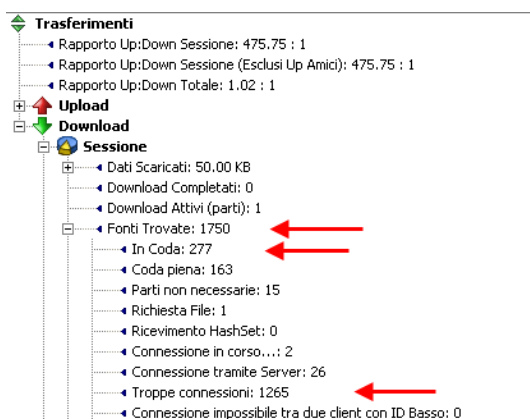 Trasferimenti
Rapporto Up:Down Sessione: 475.75 : 1
Rapporto Up:Down Sessione (Esclusi Up Amici): 475.75 : 1
Rapporto Up:Down Totale: 1.02 : 1
Upload
Download
Sessione
Dati Scaricati: 50.00 KB
Download Completati: 0
Download Attivi (parti): 1
Fonti Trovate: 1750
In Coda: 277
Coda piena: 163
Parti non necessarie: 15
Richiesta File: 1
Ricevimento HashSet: 0
Connessione in corso...: 2
Connessione tramite Server: 26
Troppe connessioni: 1265
Connessione impossibile tra due client con ID Basso: 0